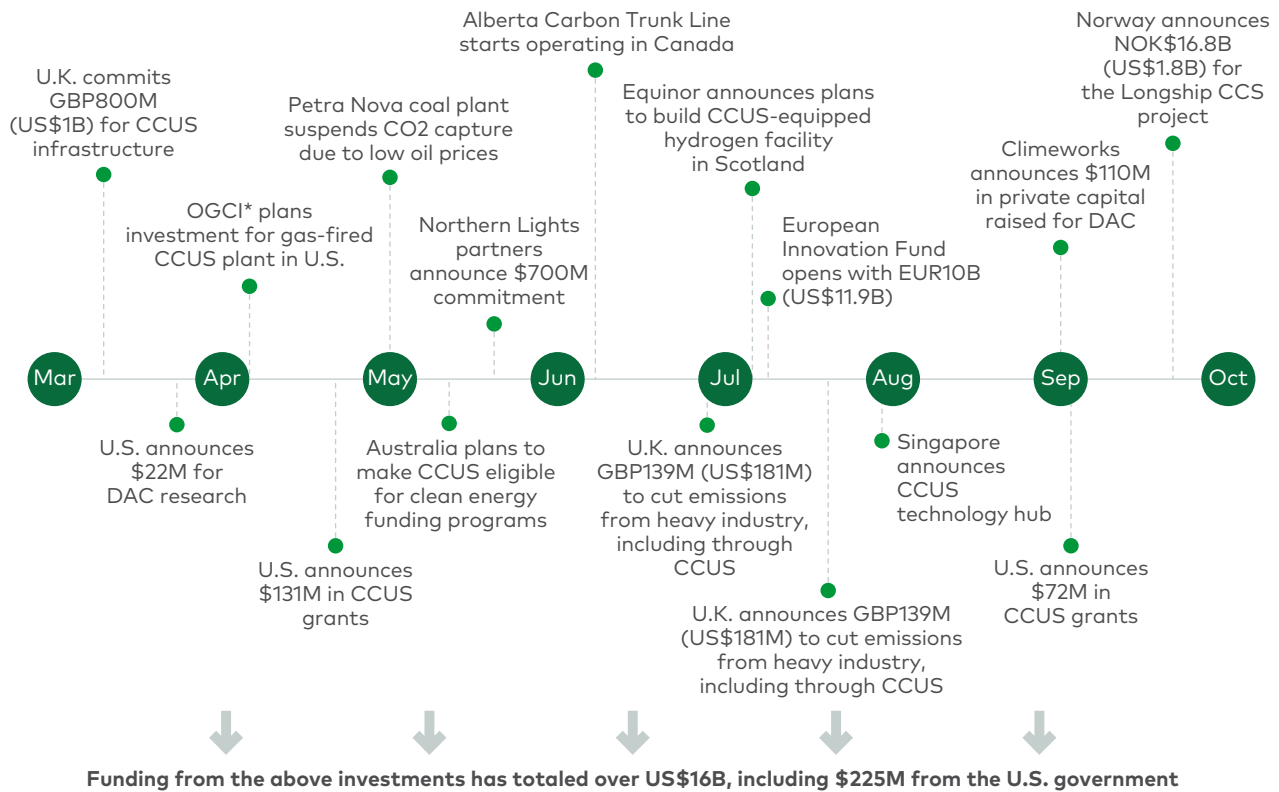 Alberta Carbon Trunk Line
starts operating in Canada
Norway announces
NOK$16.8B
(US$1.8B) for
the Longship CCS
project
U.K. commits
GBP800M
(US$1B) for CCUS
infrastructure
Petra Nova coal plant
suspends CO2 capture
due to low oil prices
Equinor announces plans
to build CCUS-equipped
hydrogen facility
in Scotland
Climeworks
announces $110M
in private capital
raised for DAC
OGCI* plans
investment for gas-fired
CCUS plant in U.S.
Northern Lights
partners
announce $700M
commitment
European
Innovation Fund
opens with EUR10B
(US$11.9B)
Mar
Apr
May
Jun
Jul
Aug
Sep
Oct
U.S. announces
$22M for
DAC research
Australia plans to
make CCUS eligible
for clean energy
funding programs
U.K. announces
GBP139M (US$181M)
to cut emissions
from heavy industry,
including through
CCUS
Singapore
announces
CCUS
technology hub
U.S. announces
$131M in CCUS
grants
U.K. announces GBP139M
(US$181M) to cut emissions
from heavy industry,
including through CCUS
U.S. announces
$72M in
CCUS grants
Funding from the above investments has totaled over US$16B, including $225M from the U.S. government